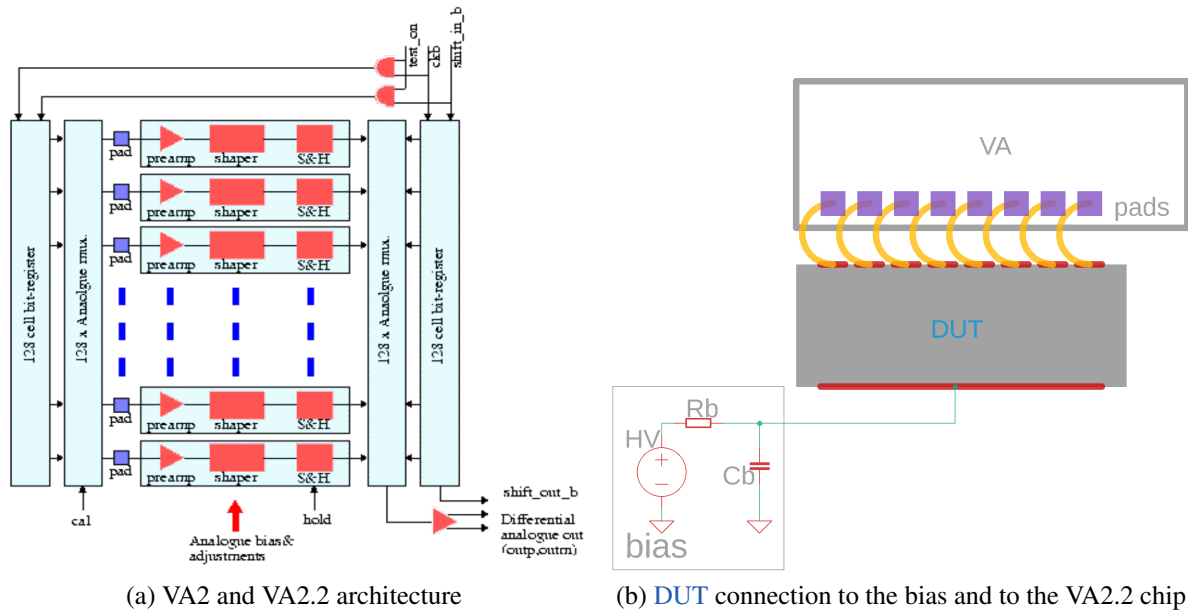 test_on
ckb
shift_in_b
128 cell bit-register
128 x Anaolgue mux.
pad
preamp shaper S&H
pad
preamp shaper S&H
pad
preamp shaper S&H
128 x Analolgue mux.
128 cell bit-register
pad
preamp shaper S&H
pad
preamp shaper S&H
cal
hold
Analogue bias&
adjustments
shift_out_b
Differential
analogue out
(outp,outm)
(a) VA2 and VA2.2 architecture
VA
pads
DUT
Rb
HV
+
−
Cb
bias
(b) DUT connection to the bias and to the VA2.2 chip